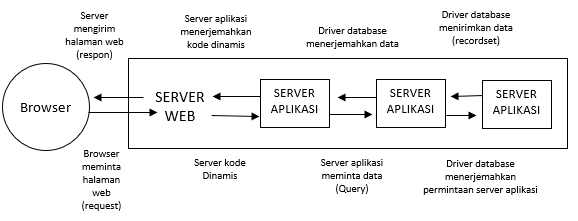 Server
mengirim
halaman web
(respon)
Server aplikasi
menerjemahkan
kode dinamis
Driver database
menerjemahkan data
Driver database
menirimkan data
(recordset)
Browser
SERVER
WEB
SERVER
APLIKASI
SERVER
APLIKASI
SERVER
APLIKASI
Browser
meminta
halaman
web
(request)
Server kode
Dinamis
Server aplikasi
meminta data
(Query)
Driver database
menerjemahkan
permintaan server aplikasi